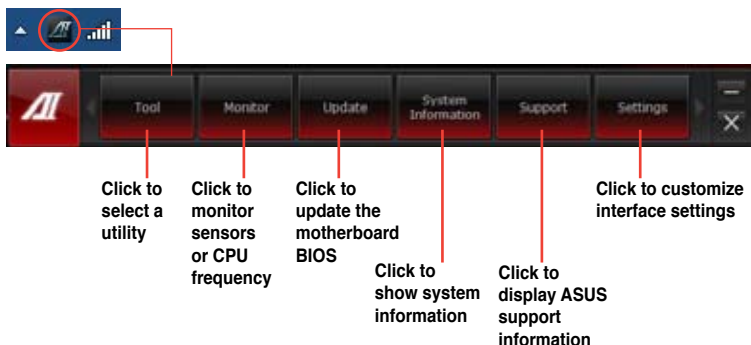 AI
Tool
Monitor
Update
System
Information
Support
Settings
Click to
select a
utility
Click to
monitor
sensors
or CPU
frequency
Click to
update the
motherboard
BIOS
Click to
show system
information
Click to
display ASUS
support
information
Click to customize
interface settings